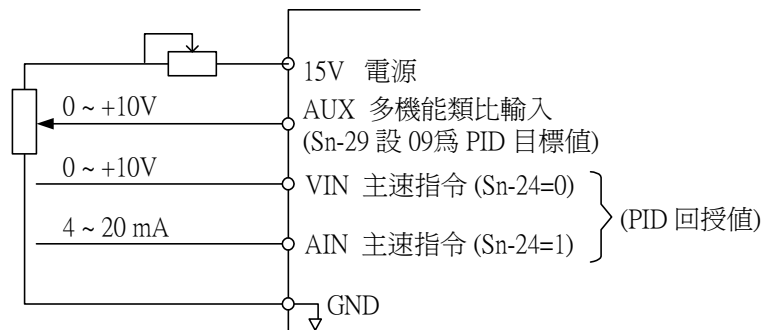 15V 電源
0 ~ +10V
AUX 多機能類比輸入
(Sn-29 設 09為 PID 目標值)
0 ~ +10V
VIN 主速指令 (Sn-24=0)
(PID 回授值)
4 ~ 20 mA
AIN 主速指令 (Sn-24=1)
GND